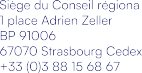 Siège du Conseil régiona
1 place Adrien Zeller
BP 91006
67070 Strasbourg Cedex
+33 (0)3 88 15 68 67